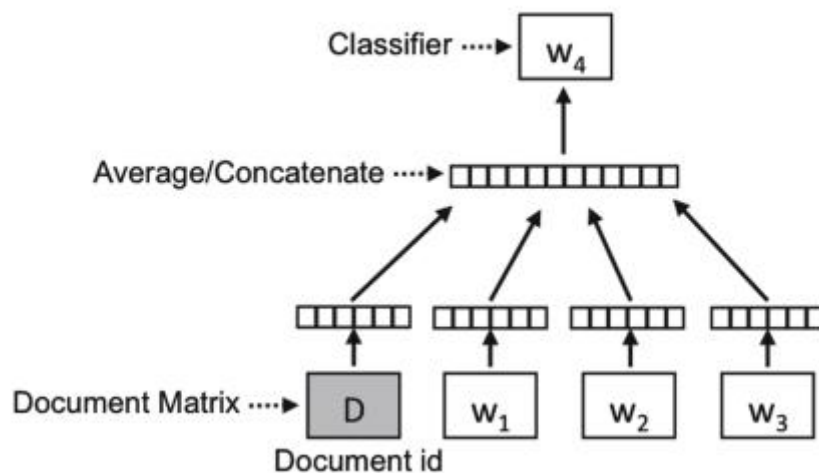 Classifier
w4
Average/Concatenate
Document Matrix
D
w1
w2
w3
Document id